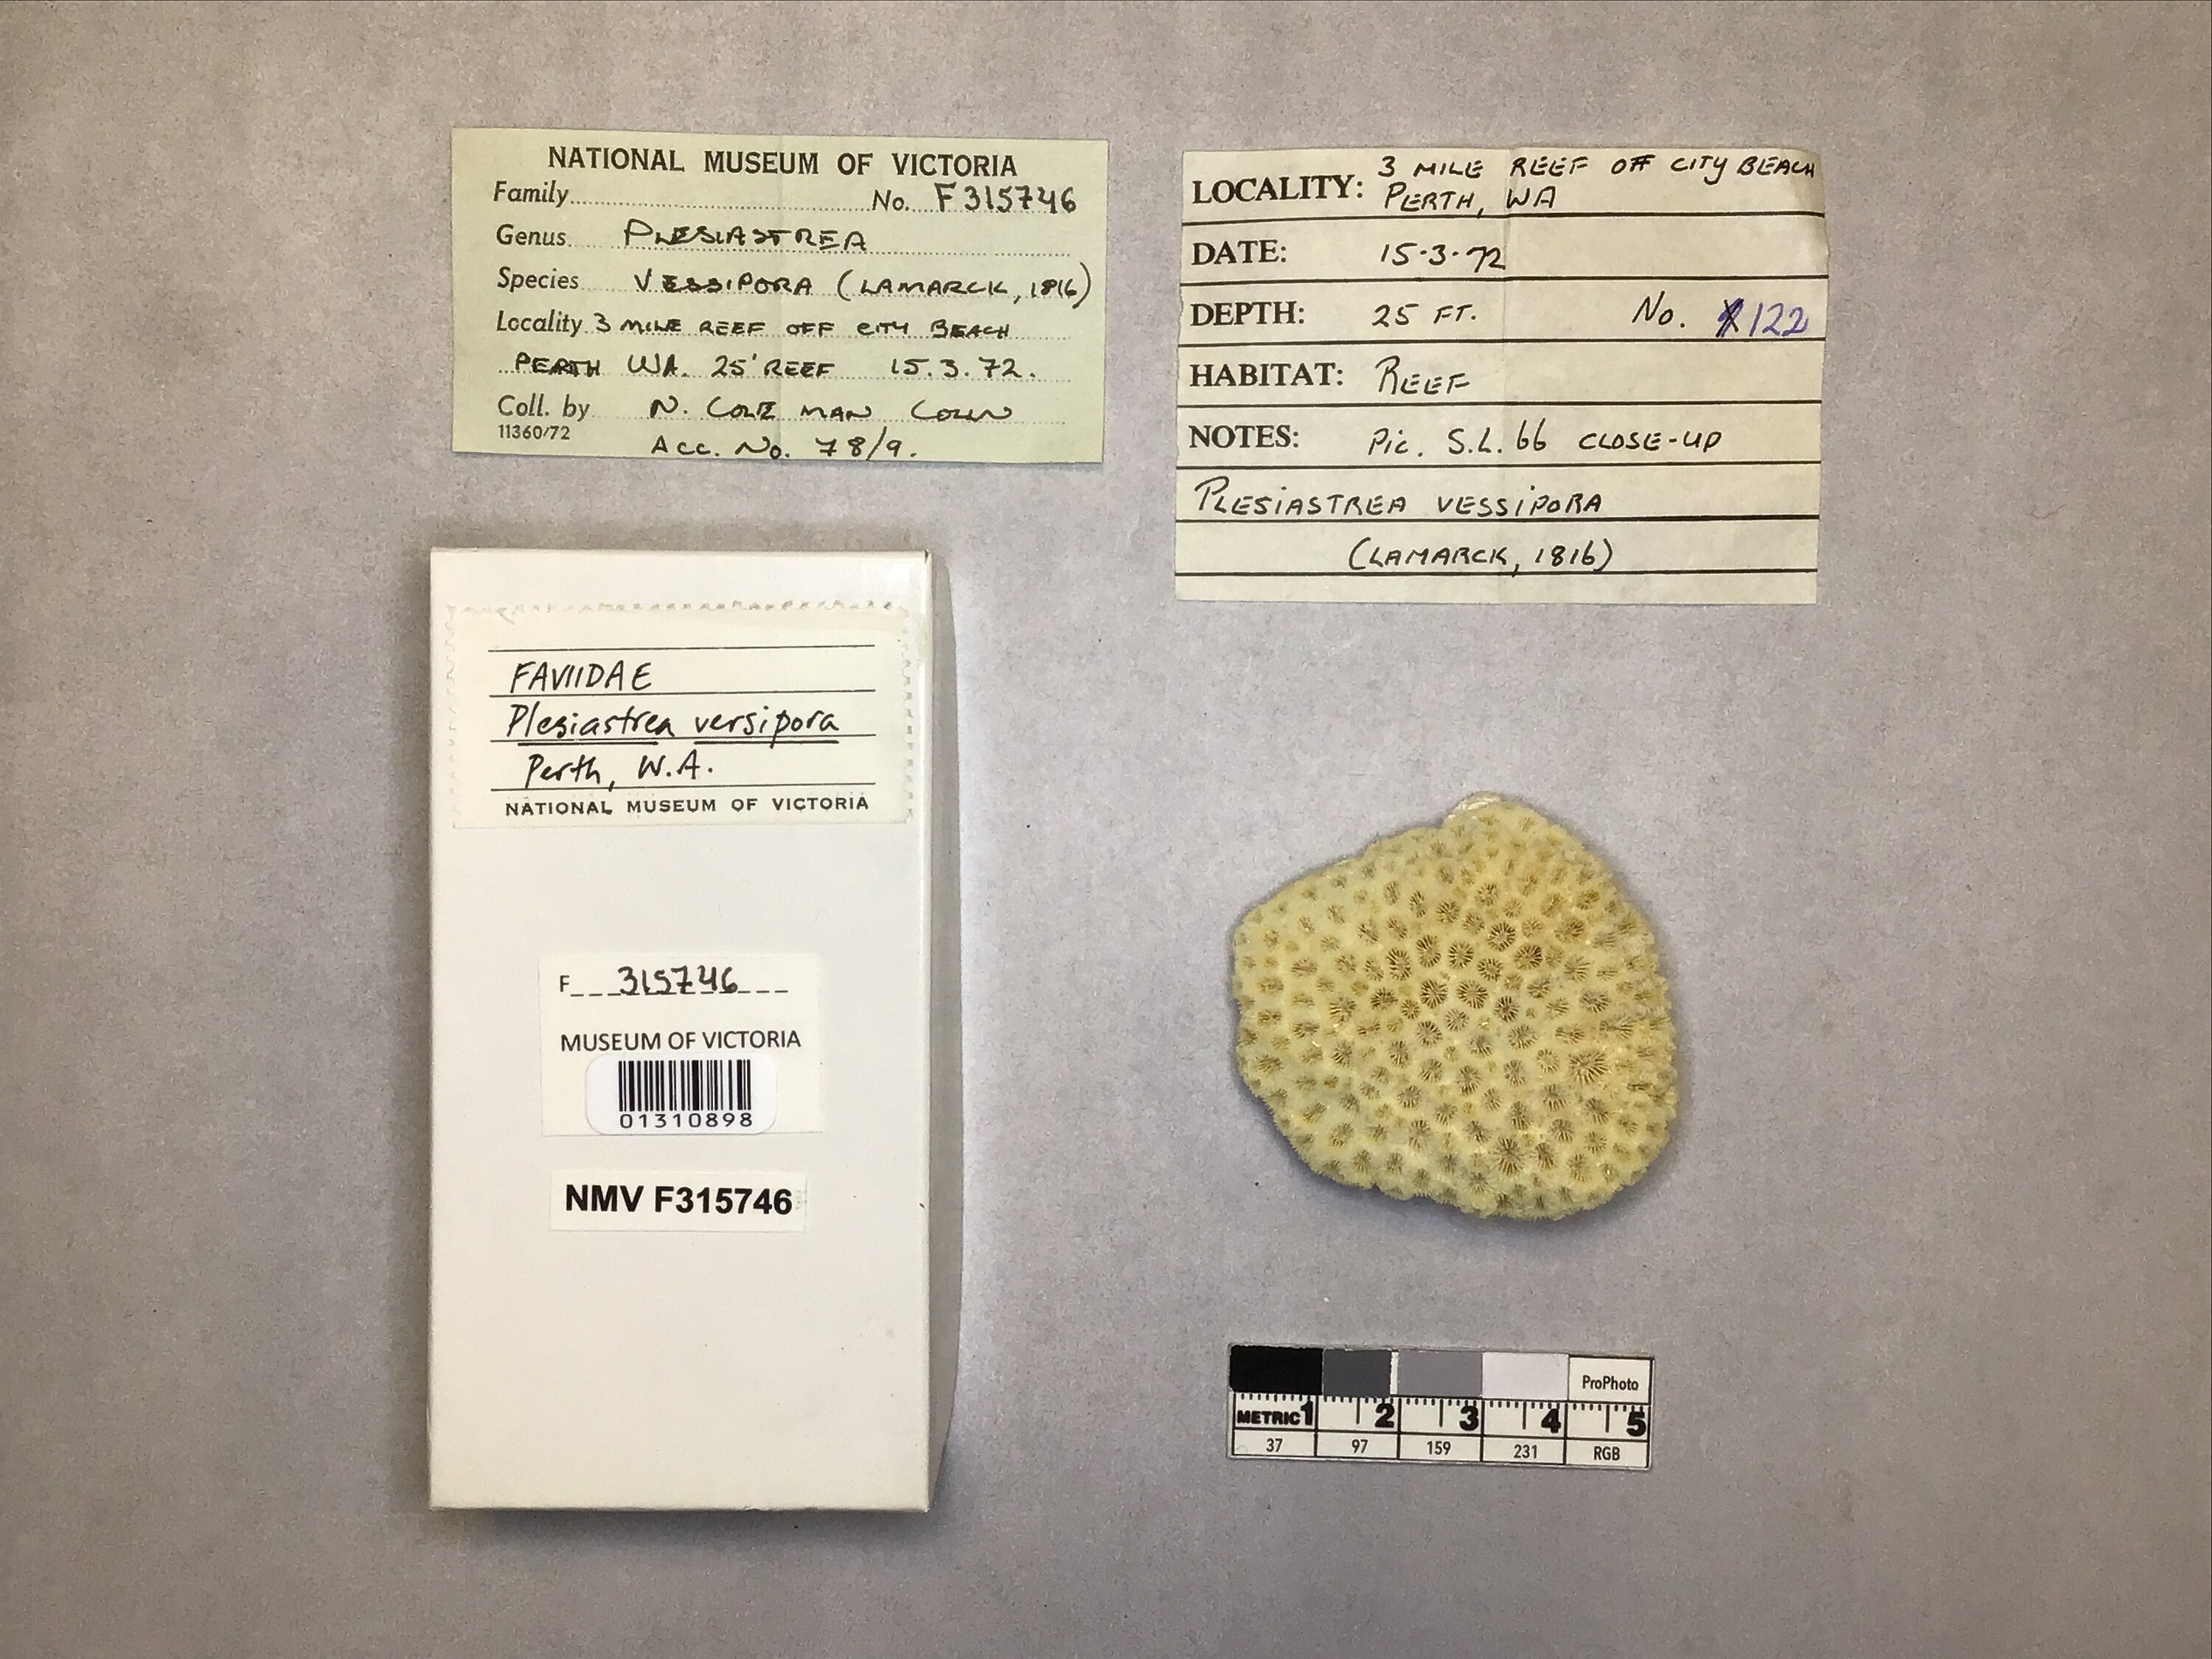 NATIONAL MUSEUM OF VICTORIA
Family No. F315746
Genus PLESIASTREA
Species VESSIPORA (LAMARCK, 1816)
Locality 3 MILE REEF OFF CITY BEACH
PERTH WA. 25' REEF 15.3.72.
Coll. by N. COLEMAN COLLN
11360/72
Acc. No. 78/9.
LOCALITY: 3 MILE REEF OFF CITY BEACH
PERTH, WA
DATE: 15-3-72
DEPTH: 25 FT. No. 122
HABITAT: REEF
NOTES: Pic. S.L. 66 CLOSE-UP
PLESIASTREA VESSIPORA
(LAMARCK, 1816)
FAVIIDAE
Plesiastrea versipora
Perth, W.A.
NATIONAL MUSEUM OF VICTORIA
F 315746
MUSEUM OF VICTORIA
01310898
NMV F315746
ProPhoto
METRIC 1 2 3 4 5
37 97 159 231 RGB